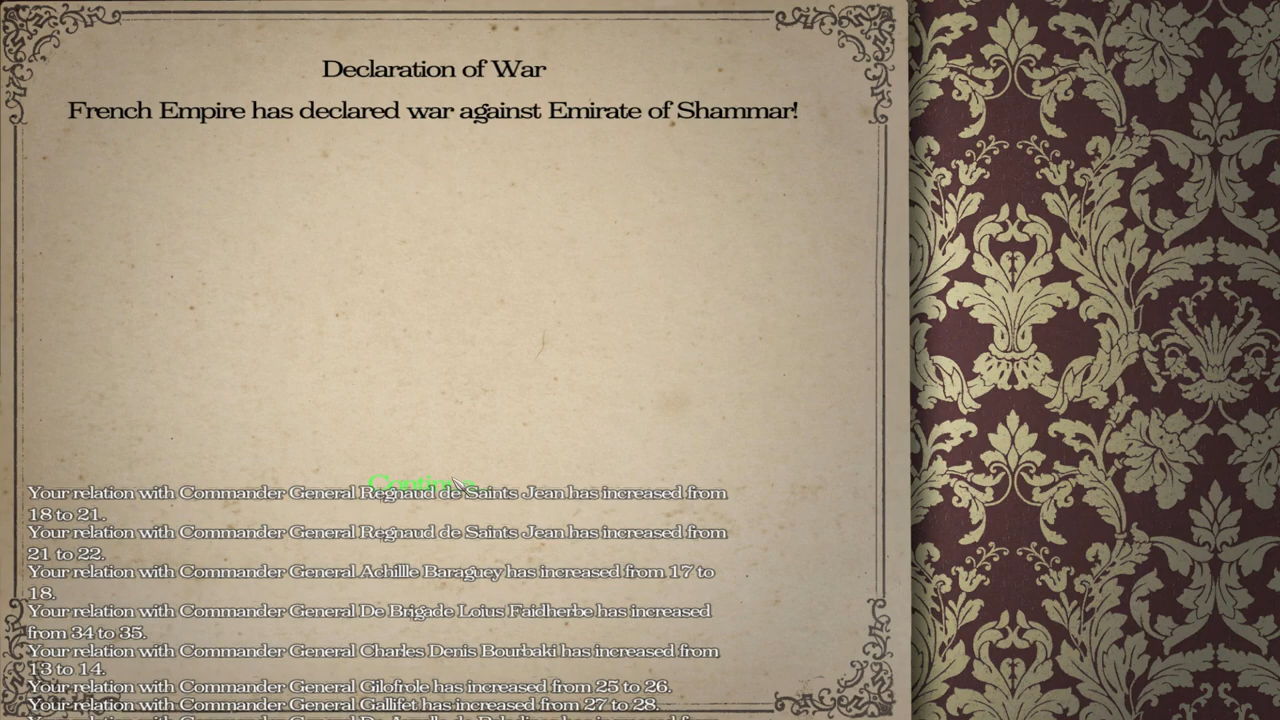 Declaration of War
French Empire has declared war against Emirate of Shammar!
Continue
Your relation with Commander General Regnaud de Saints Jean has increased from
18 to 21.
Your relation with Commander General Regnaud de Saints Jean has increased from
21 to 22.
Your relation with Commander General Achillle Baraguey has increased from 17 to
18.
Your relation with Commander General De Brigade Loius Faidherbe has increased
from 34 to 35.
Your relation with Commander General Charles Denis Bourbaki has increased from
13 to 14.
Your relation with Commander General Gilofrole has increased from 25 to 26.
Your relation with Commander General Gallifet has increased from 27 to 28.